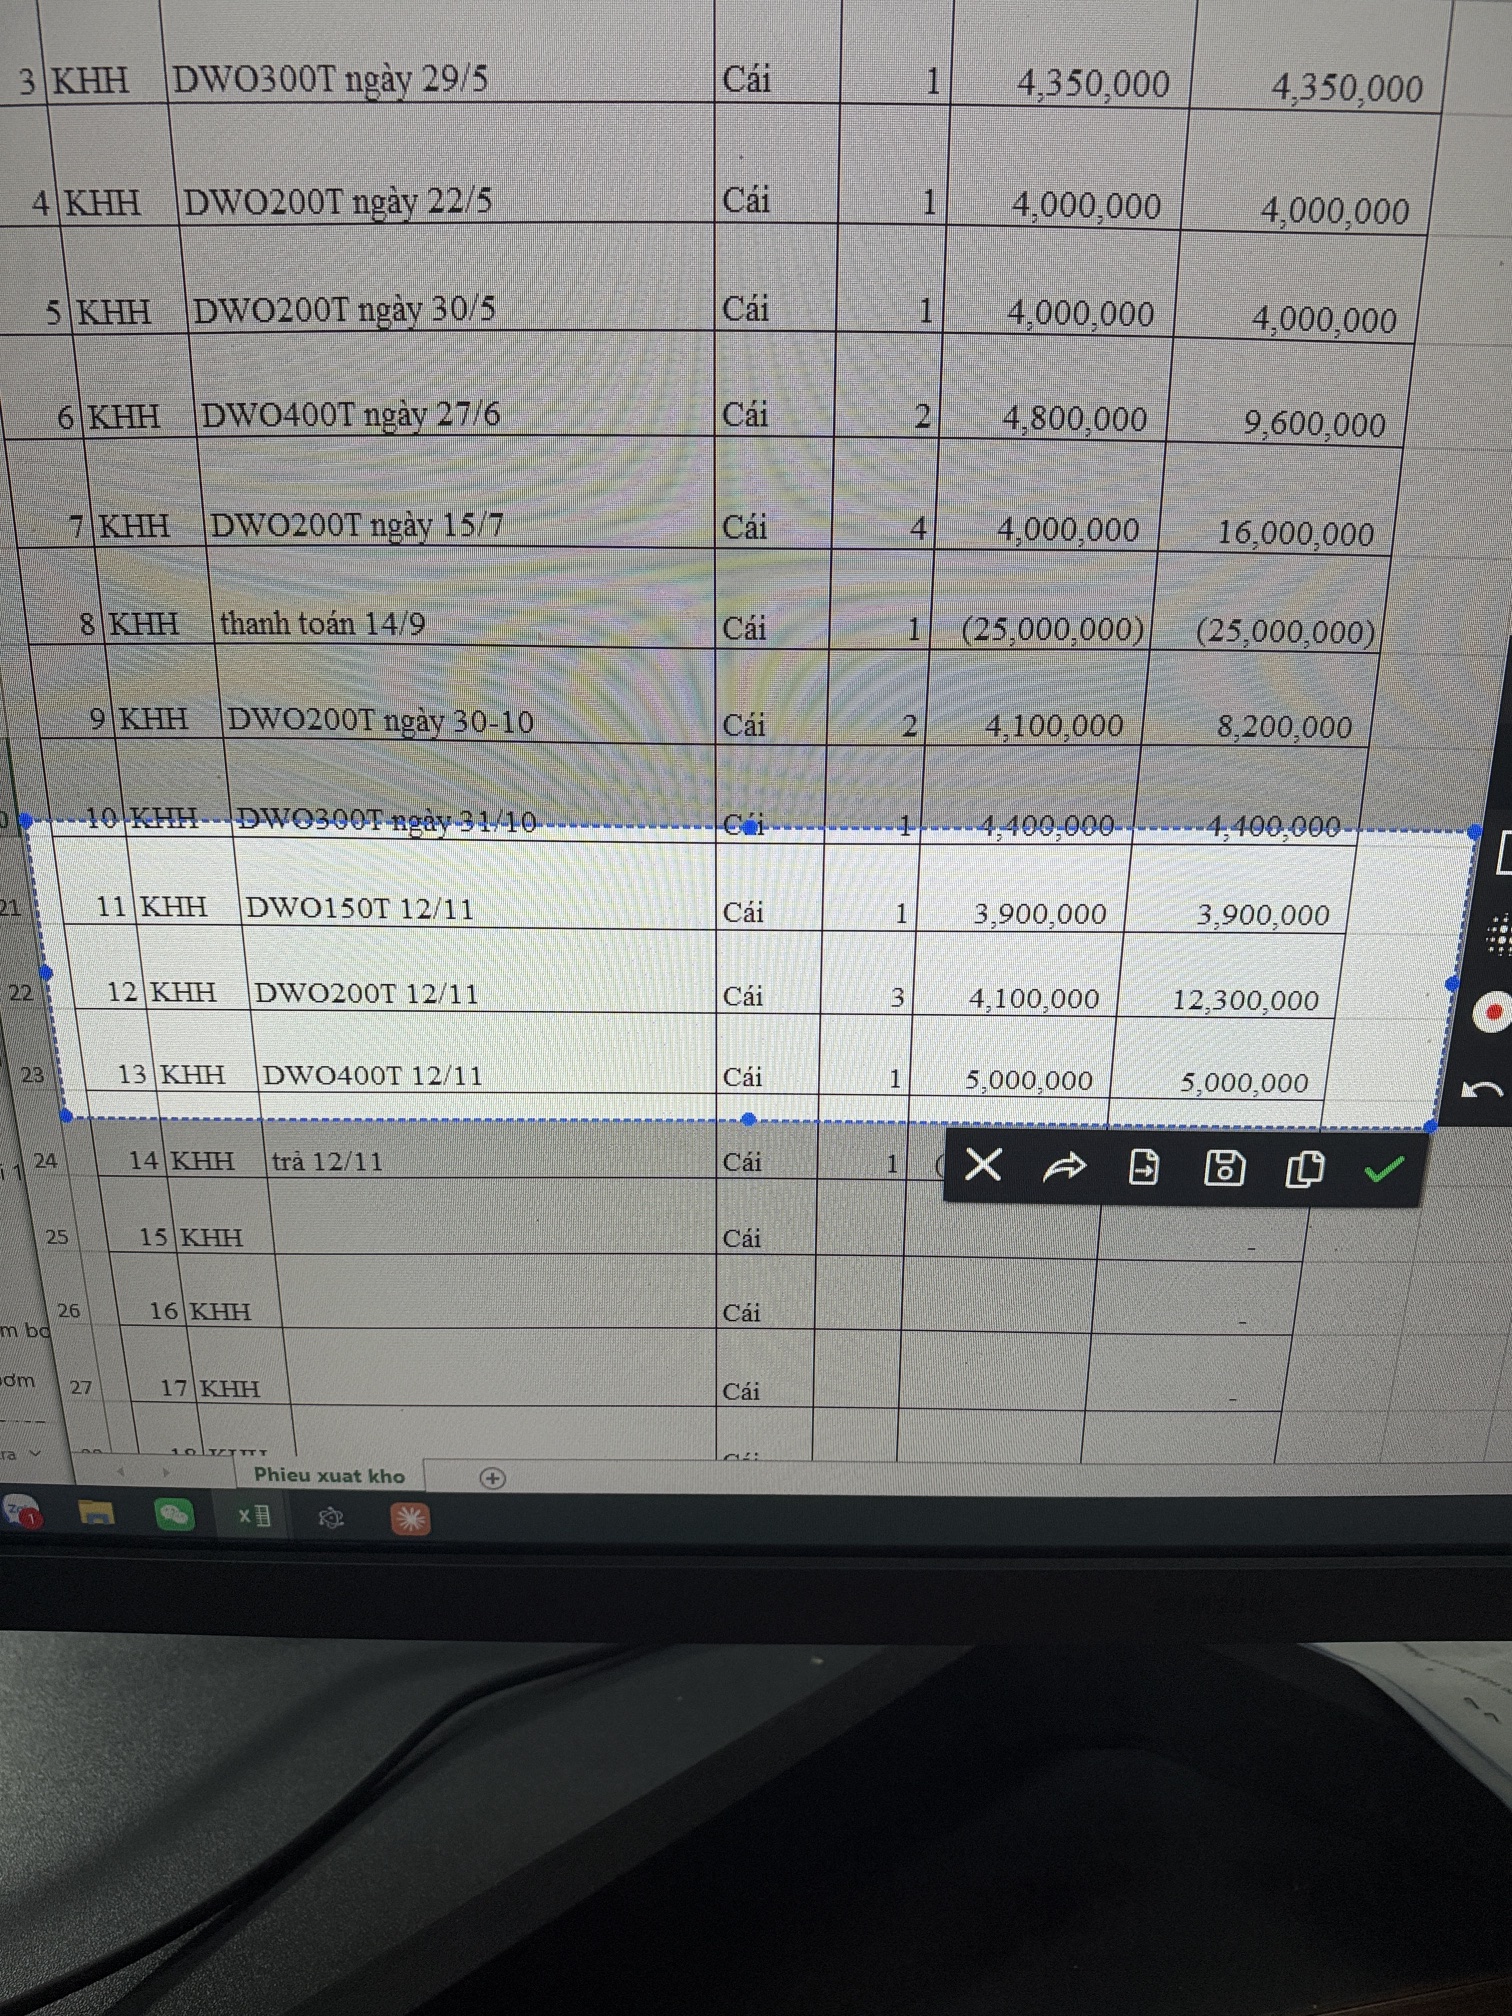 3 KHH DWO300T ngày 29/5 Cái 1 4,350,000 4,350,000
4 KHH DWO200T ngày 22/5 Cái 1 4,000,000 4,000,000
5 KHH DWO200T ngày 30/5 Cái 1 4,000,000 4,000,000
6 KHH DWO400T ngày 27/6 Cái 2 4,800,000 9,600,000
7 KHH DWO200T ngày 15/7 Cái 4 4,000,000 16,000,000
8 KHH thanh toán 14/9 Cái 1 (25,000,000) (25,000,000)
9 KHH DWO200T ngày 30-10 Cái 2 4,100,000 8,200,000
10 KHH DWO300T ngày 31/10 Cái 1 4,400,000 4,400,000
21 11 KHH DWO150T 12/11 Cái 1 3,900,000 3,900,000
22 12 KHH DWO200T 12/11 Cái 3 4,100,000 12,300,000
23 13 KHH DWO400T 12/11 Cái 1 5,000,000 5,000,000
24 14 KHH trả 12/11 Cái 1 (
25 15 KHH Cái -
26 16 KHH Cái -
27 17 KHH Cái -
Phieu xuat kho